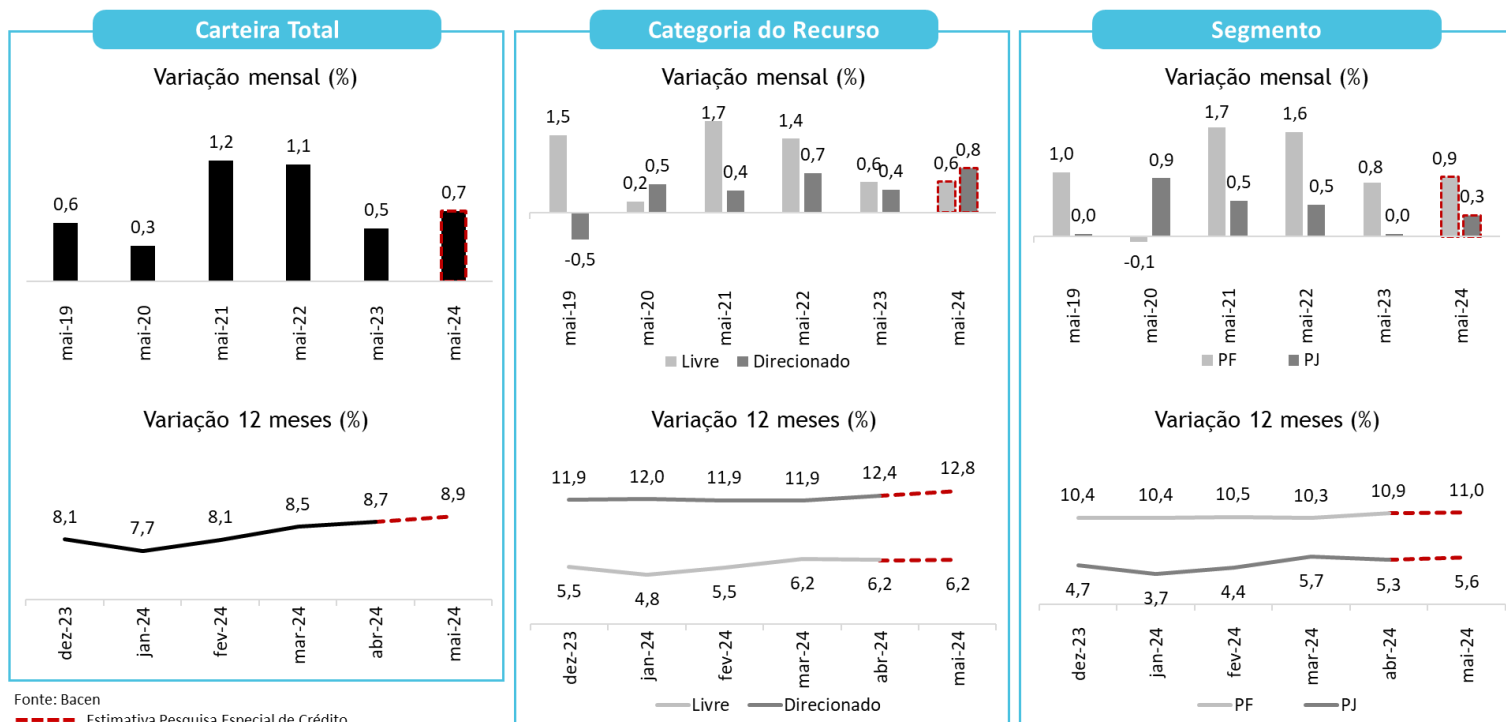 Carteira Total
Variação mensal (%)
0,6
0,3
1,2
1,1
0,5
0,7
mai-19
mai-20
mai-21
mai-22
mai-23
mai-24
Variação 12 meses (%)
8,1
7,7
8,1
8,5
8,7
8,9
dez-23
jan-24
fev-24
mar-24
abr-24
mai-24
Categoria do Recurso
Variação mensal (%)
1,5
-0,5
0,2
0,5
1,7
0,4
1,4
0,7
0,6
0,4
0,6
0,8
mai-19
mai-20
mai-21
mai-22
mai-23
mai-24
Livre
Direcionado
Variação 12 meses (%)
11,9
12,0
11,9
11,9
12,4
12,8
5,5
4,8
5,5
6,2
6,2
6,2
dez-23
jan-24
fev-24
mar-24
abr-24
mai-24
Livre
Direcionado
Segmento
Variação mensal (%)
1,0
0,0
-0,1
0,9
1,7
0,5
1,6
0,5
0,8
0,0
0,9
0,3
mai-19
mai-20
mai-21
mai-22
mai-23
mai-24
PF
PJ
Variação 12 meses (%)
10,4
10,4
10,5
10,3
10,9
11,0
4,7
3,7
4,4
5,7
5,3
5,6
dez-23
jan-24
fev-24
mar-24
abr-24
mai-24
PF
PJ
Fonte: Bacen
Estimativa Pesquisa Especial de Crédito